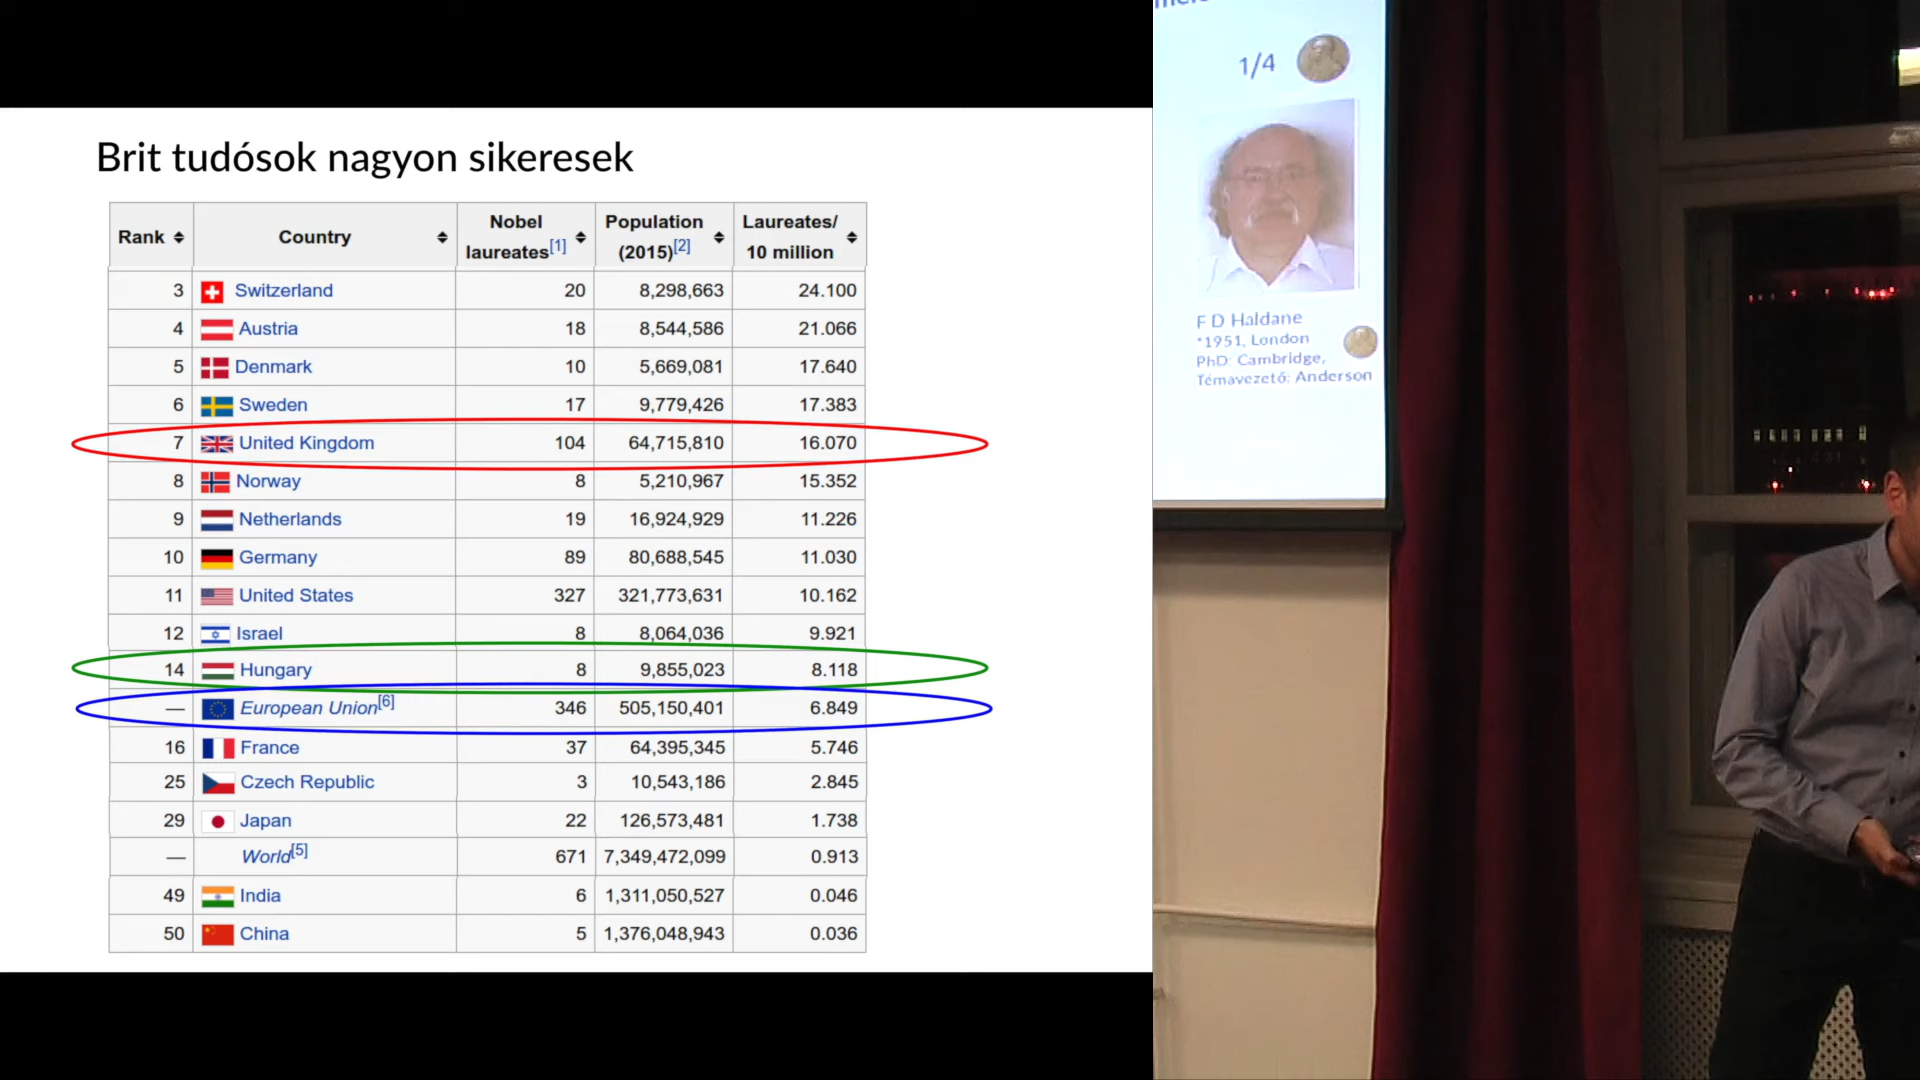 Brit tudósok nagyon sikeresek
Rank Country Nobel laureates[1] Population (2015)[2] Laureates/ 10 million
3 Switzerland 20 8,298,663 24.100
4 Austria 18 8,544,586 21.066
5 Denmark 10 5,669,081 17.640
6 Sweden 17 9,779,426 17.383
7 United Kingdom 104 64,715,810 16.070
8 Norway 8 5,210,967 15.352
9 Netherlands 19 16,924,929 11.226
10 Germany 89 80,688,545 11.030
11 United States 327 321,773,631 10.162
12 Israel 8 8,064,036 9.921
14 Hungary 8 9,855,023 8.118
— European Union[6] 346 505,150,401 6.849
16 France 37 64,395,345 5.746
25 Czech Republic 3 10,543,186 2.845
29 Japan 22 126,573,481 1.738
— World[5] 671 7,349,472,099 0.913
49 India 6 1,311,050,527 0.046
50 China 5 1,376,048,943 0.036
1/4
F D Haldane
*1951, London
PhD: Cambridge,
Témavezető: Anderson